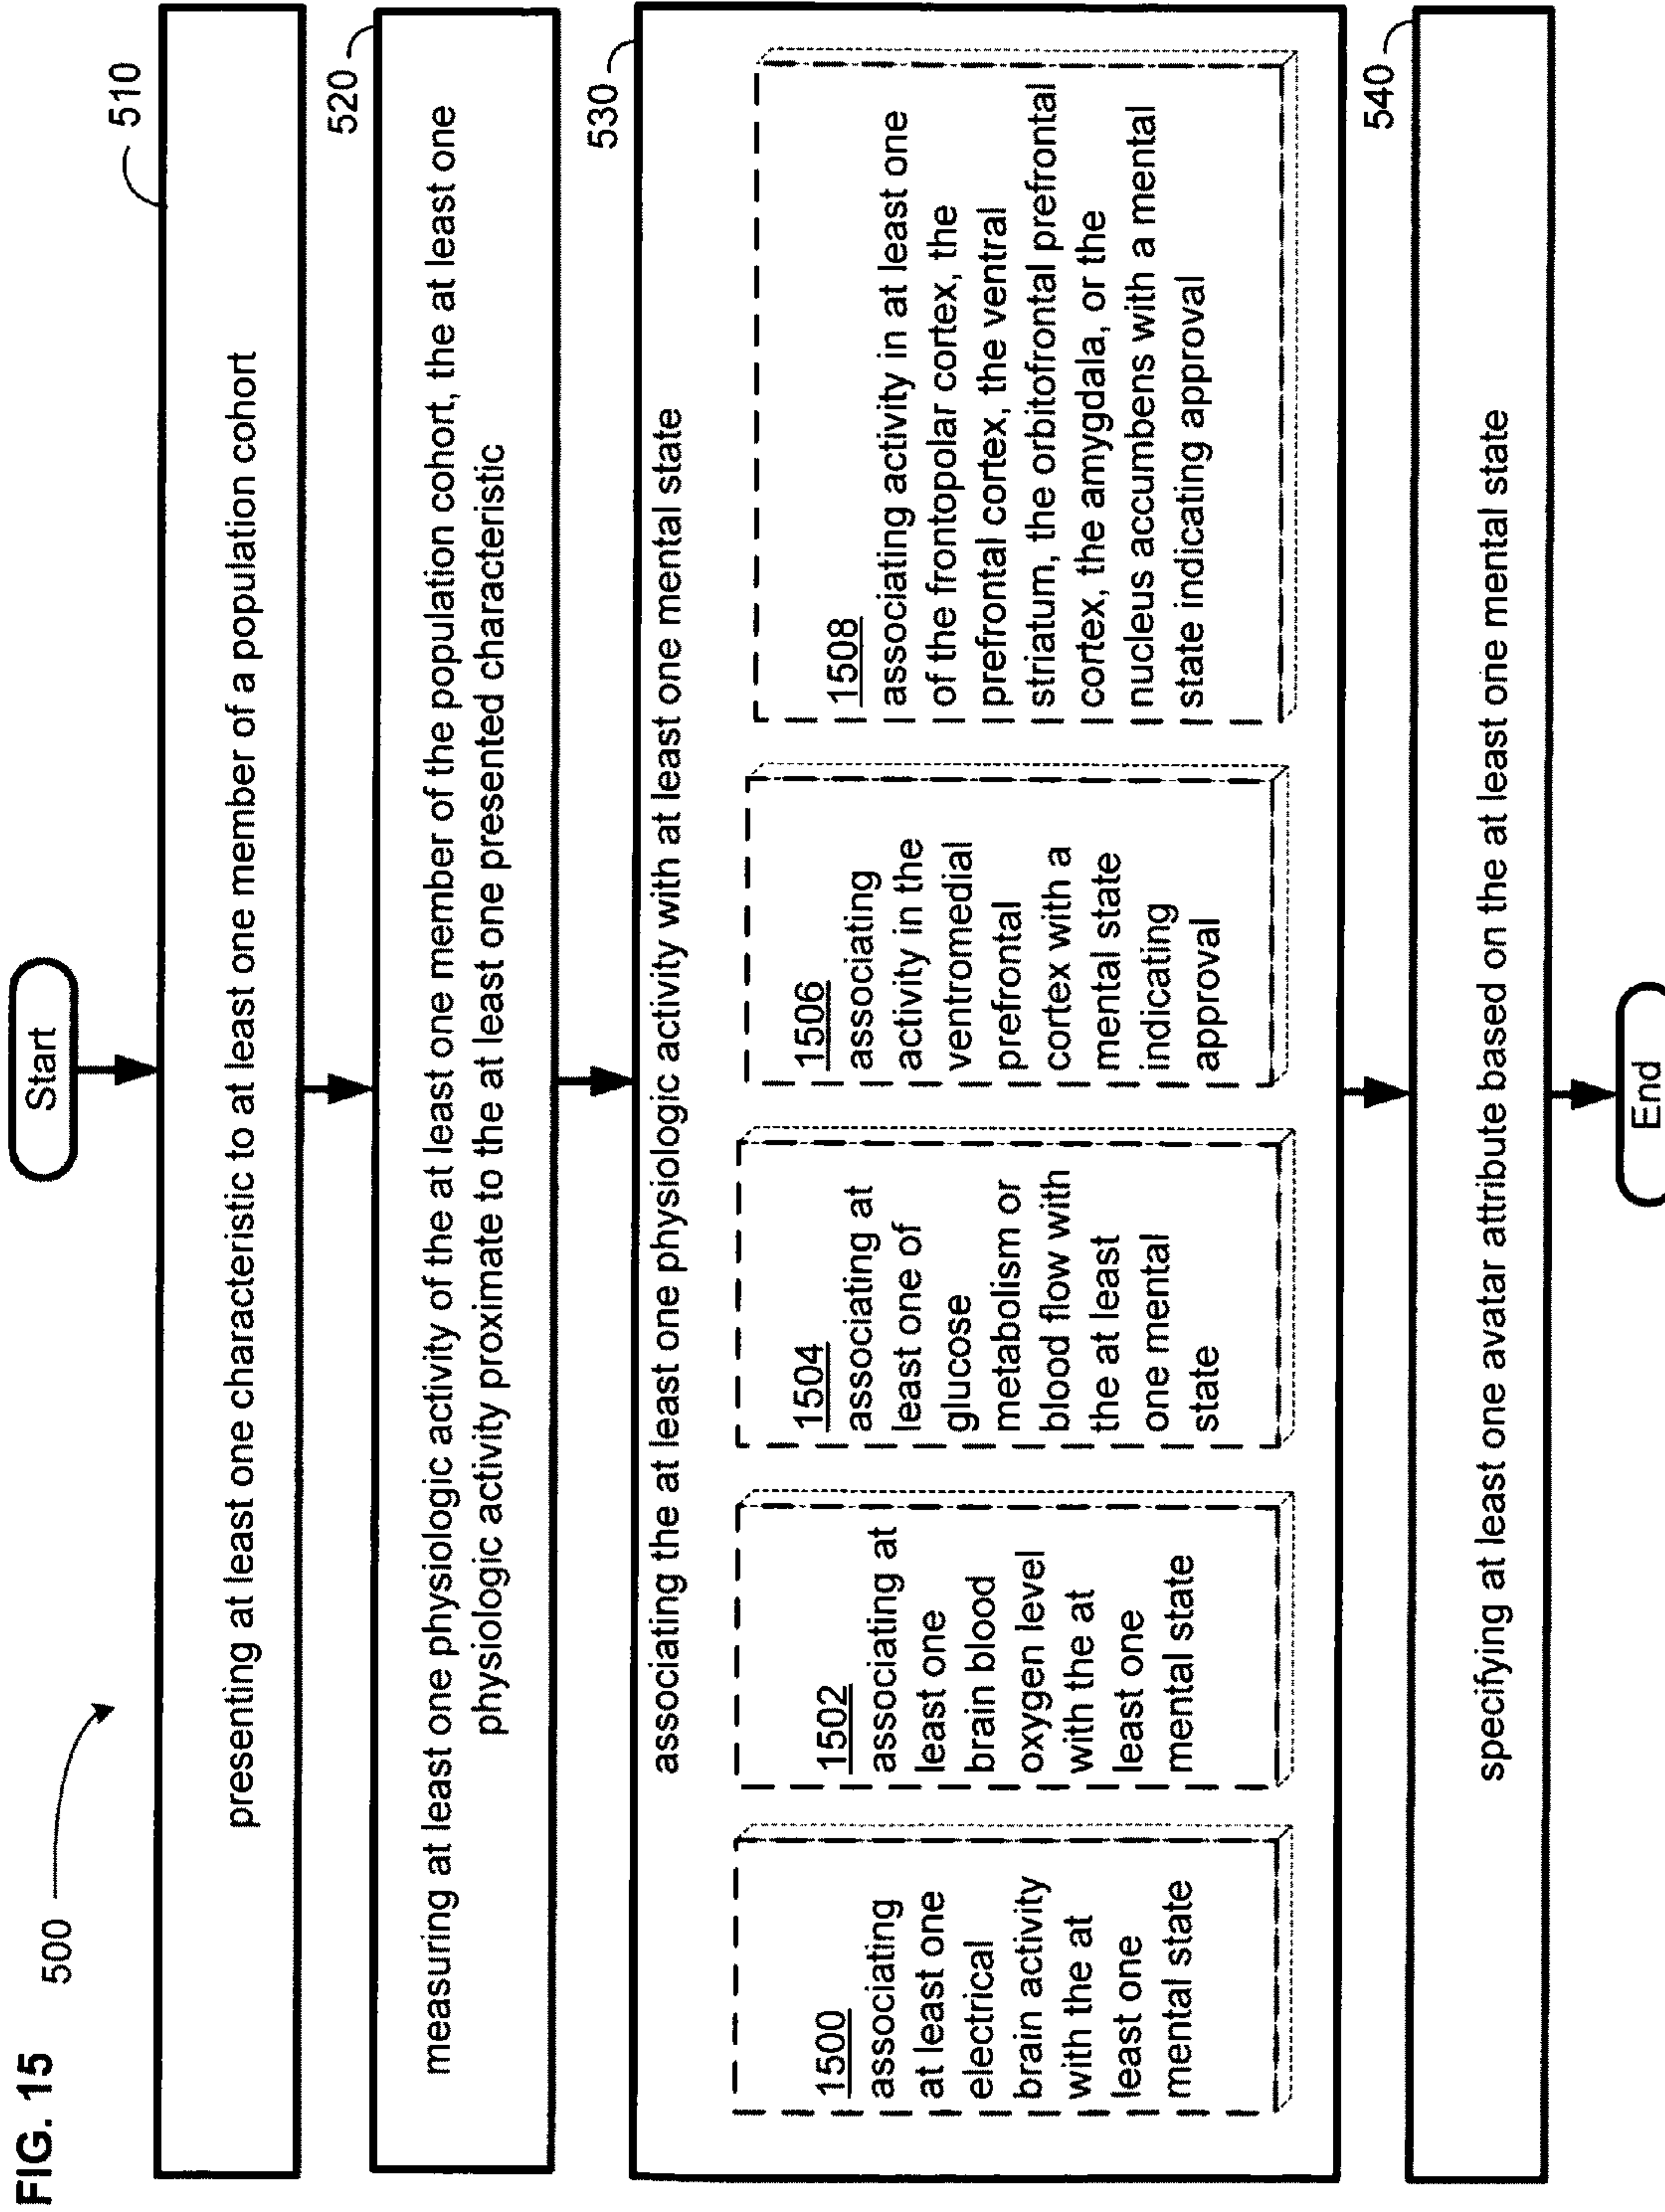 FIG. 15
500
Start
510
presenting at least one characteristic to at least one member of a population cohort
520
measuring at least one physiologic activity of the at least one member of the population cohort, the at least one
physiologic activity proximate to the at least one presented characteristic
530
associating the at least one physiologic activity with at least one mental state
1500
associating
at least one
electrical
brain activity
with the at
least one
mental state
1502
associating at
least one
brain blood
oxygen level
with the at
least one
mental state
1504
associating at
least one of
glucose
metabolism or
blood flow with
the at least
one mental
state
1506
associating
activity in the
ventromedial
prefrontal
cortex with a
mental state
indicating
approval
1508
associating activity in at least one
of the frontopolar cortex, the
prefrontal cortex, the ventral
striatum, the orbitofrontal prefrontal
cortex, the amygdala, or the
nucleus accumbens with a mental
state indicating approval
540
specifying at least one avatar attribute based on the at least one mental state
End